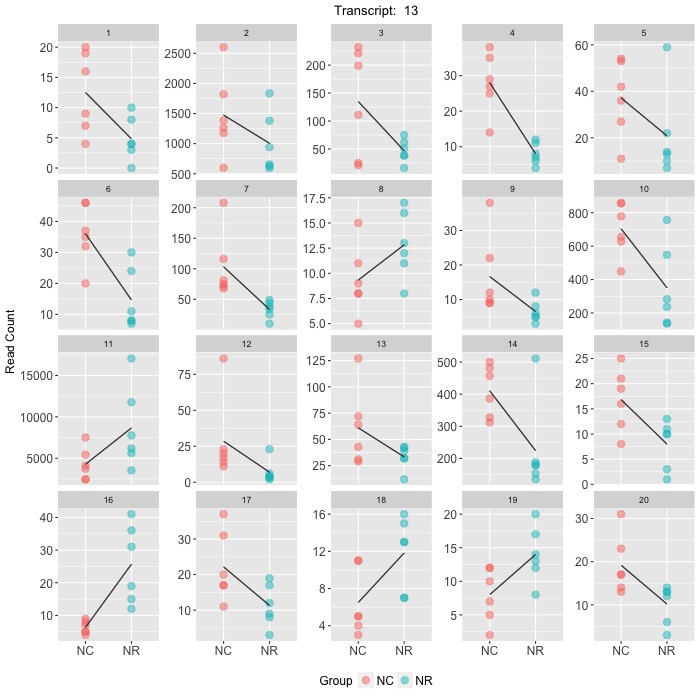 Transcript: 13
1 2 3 4 5
20 2500 200 30 60
15 2000 150 20 40
10 1500 100 10 20
5 1000 50
0 500
6 7 8 9 10
40 200 17.5 30 800
30 150 15.0 20 600
20 100 12.5 10 400
10 50 10.0 200
7.5
5.0
Read Count
11 12 13 14 15
15000 75 125 500 25
10000 50 100 400 20
5000 25 75 300 15
0 50 200 10
25 5
0
16 17 18 19 20
40 30 16 20 30
30 20 12 15 20
20 10 8 10 10
10 4 5
NC NR NC NR NC NR NC NR NC NR
Group NC NR